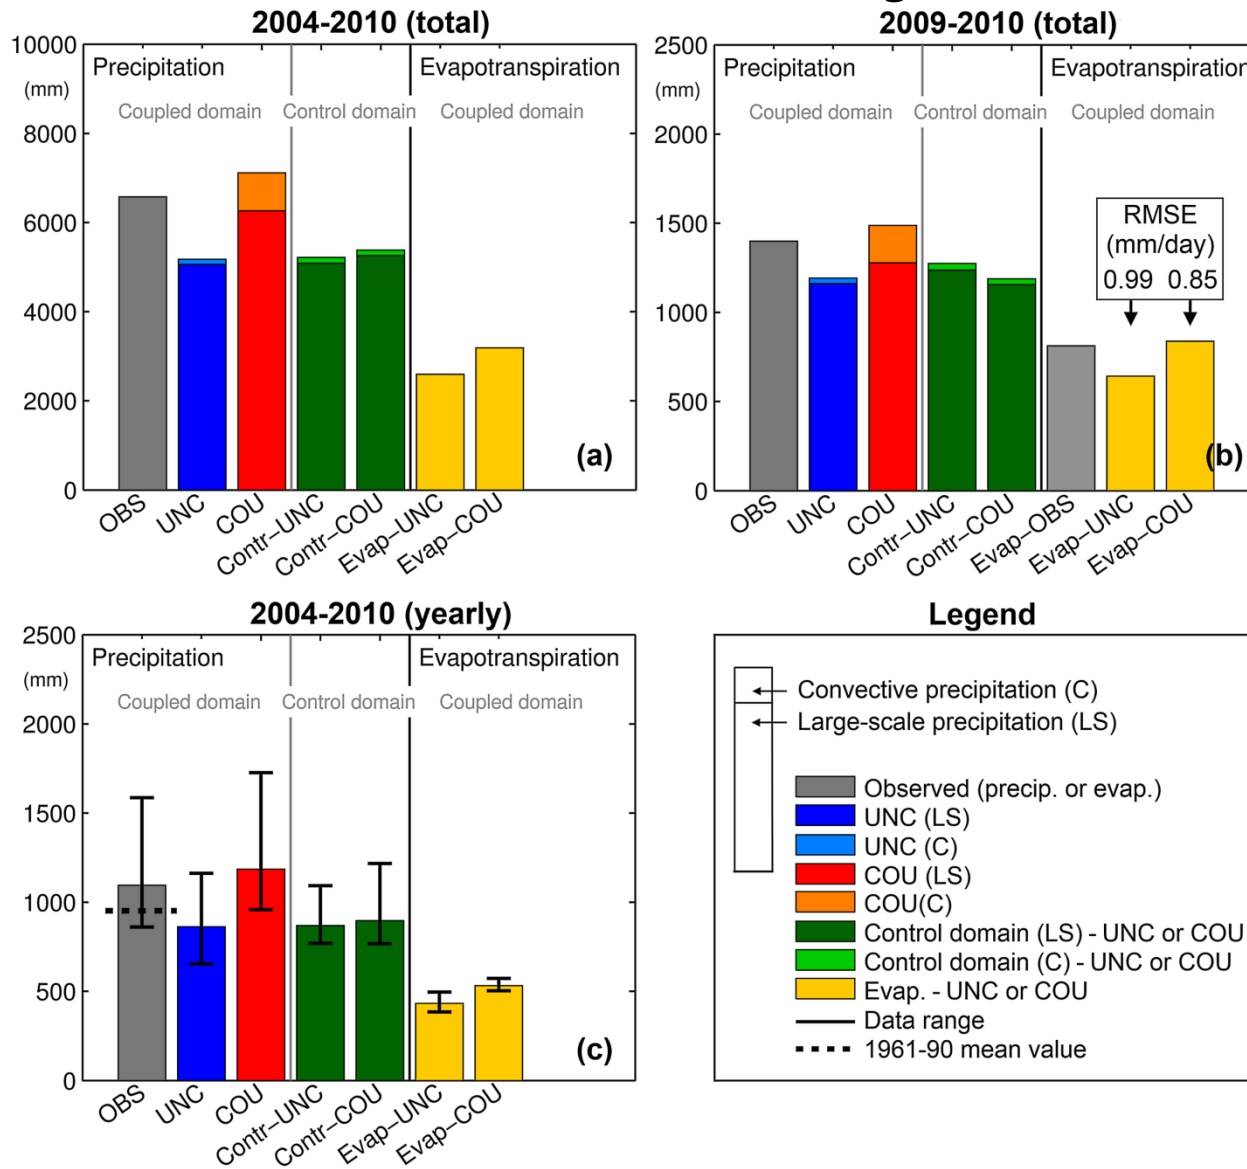 2004-2010 (total)
10000
(mm)
8000
6000
4000
2000
0
Precipitation
Evapotranspiration
Coupled domain
Control domain
Coupled domain
(a)
OBS
UNC
COU
Contr–UNC
Contr–COU
Evap–UNC
Evap–COU
2009-2010 (total)
2500
(mm)
2000
1500
1000
500
0
Precipitation
Evapotranspiration
Coupled domain
Control domain
Coupled domain
RMSE
(mm/day)
0.99 0.85
(b)
OBS
UNC
COU
Contr–UNC
Contr–COU
Evap–OBS
Evap–UNC
Evap–COU
2004-2010 (yearly)
2500
(mm)
2000
1500
1000
500
0
Precipitation
Evapotranspiration
Coupled domain
Control domain
Coupled domain
(c)
OBS
UNC
COU
Contr–UNC
Contr–COU
Evap–UNC
Evap–COU
Legend
Convective precipitation (C)
Large-scale precipitation (LS)
Observed (precip. or evap.)
UNC (LS)
UNC (C)
COU (LS)
COU(C)
Control domain (LS) - UNC or COU
Control domain (C) - UNC or COU
Evap. - UNC or COU
Data range
1961-90 mean value